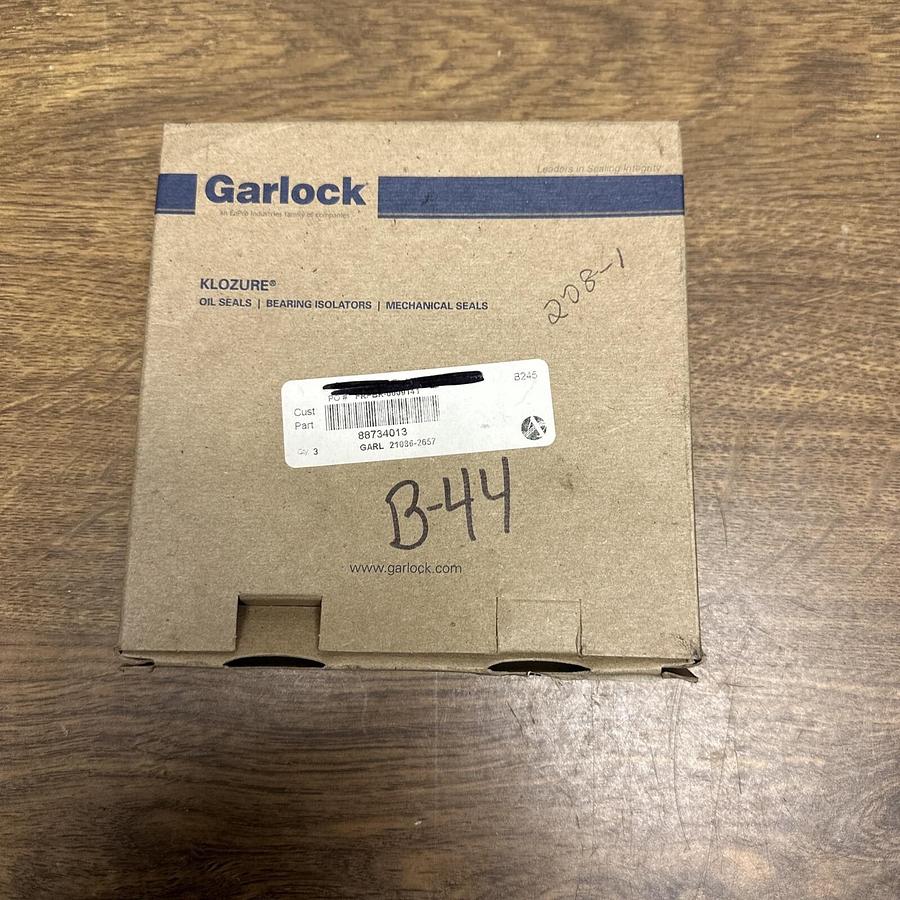 Leaders in Sealing Integrity
Garlock
an EnPro Industries family of companies
208-1
KLOZURE®
OIL SEALS | BEARING ISOLATORS | MECHANICAL SEALS
B245
PO #
Cust
Part
88734013
Qty. 3
GARL 21086-2657
B-44
www.garlock.com